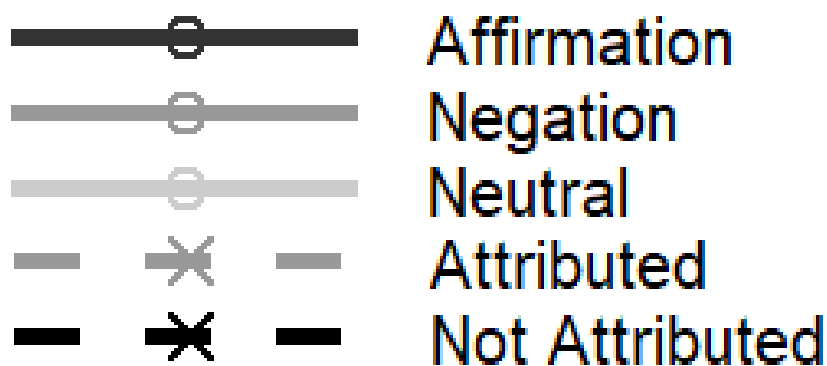 Affirmation
Negation
Neutral
Attributed
Not Attributed